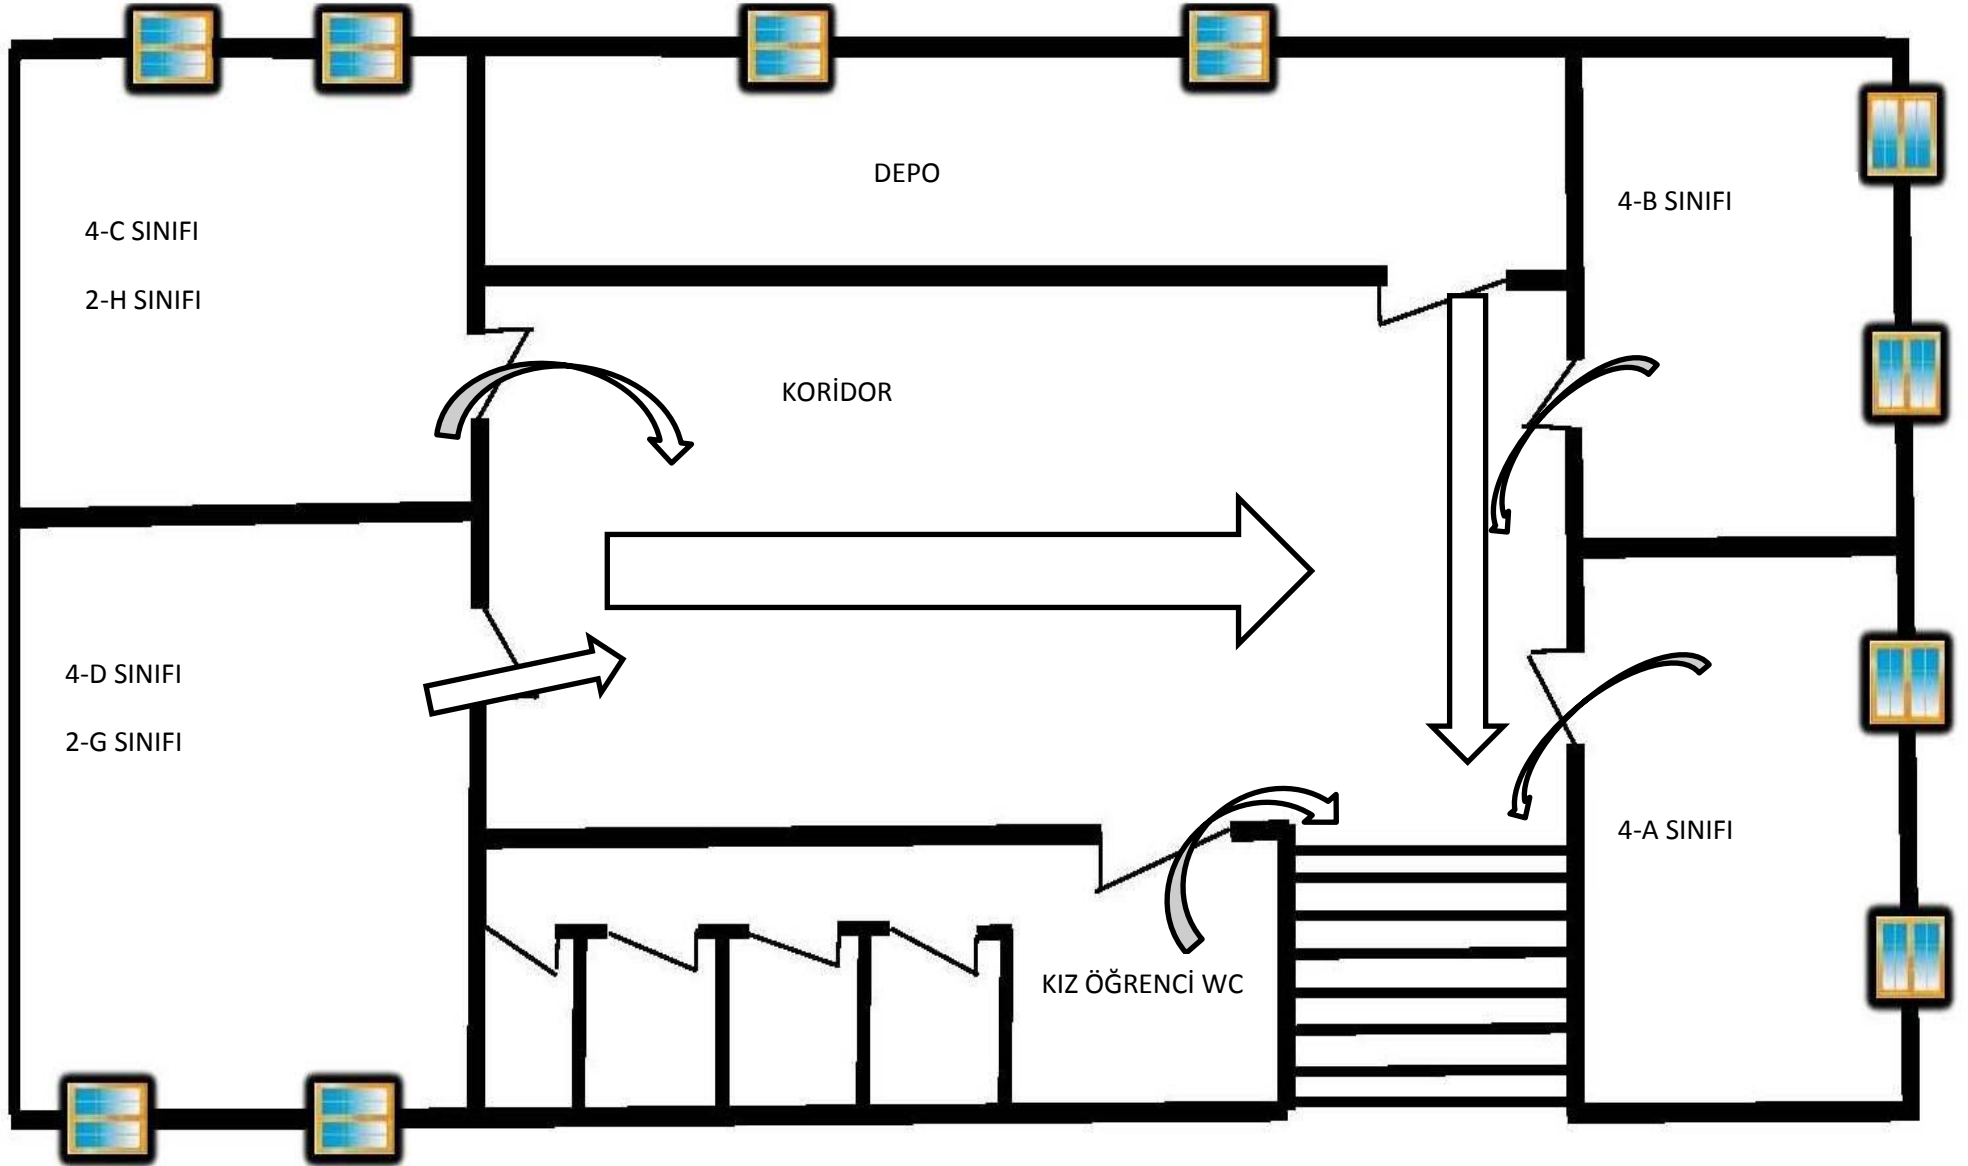 DEPO
4-B SINIFI
4-C SINIFI
2-H SINIFI
KORİDOR
4-D SINIFI
2-G SINIFI
4-A SINIFI
KIZ ÖĞRENCİ WC